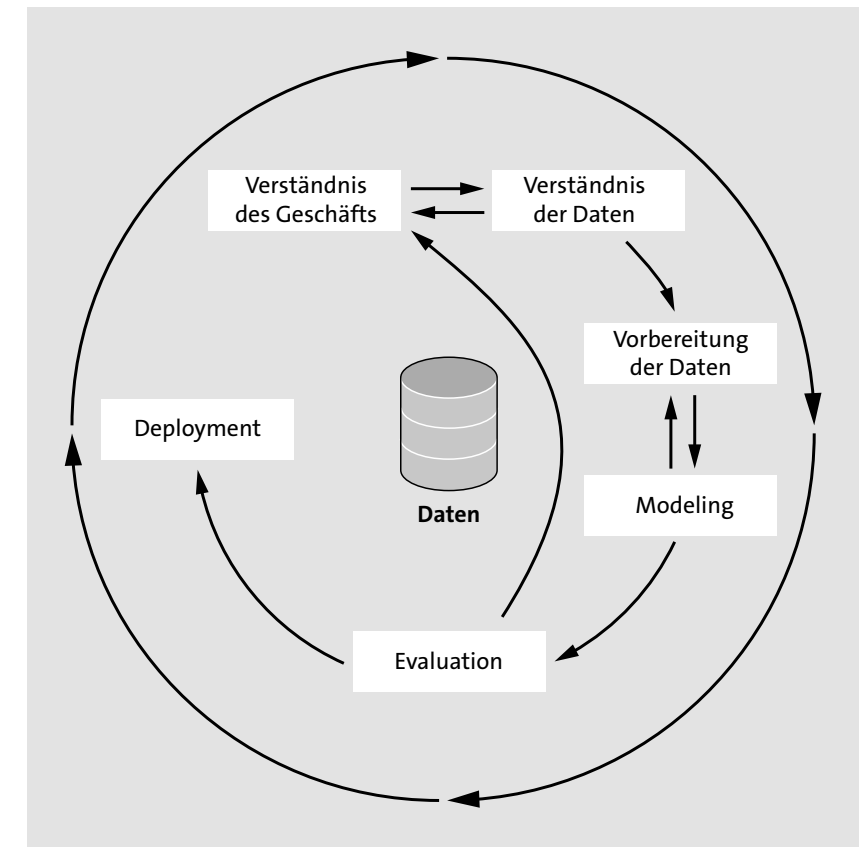 Verständnis
des Geschäfts
Verständnis
der Daten
Vorbereitung
der Daten
Deployment
Daten
Modeling
Evaluation